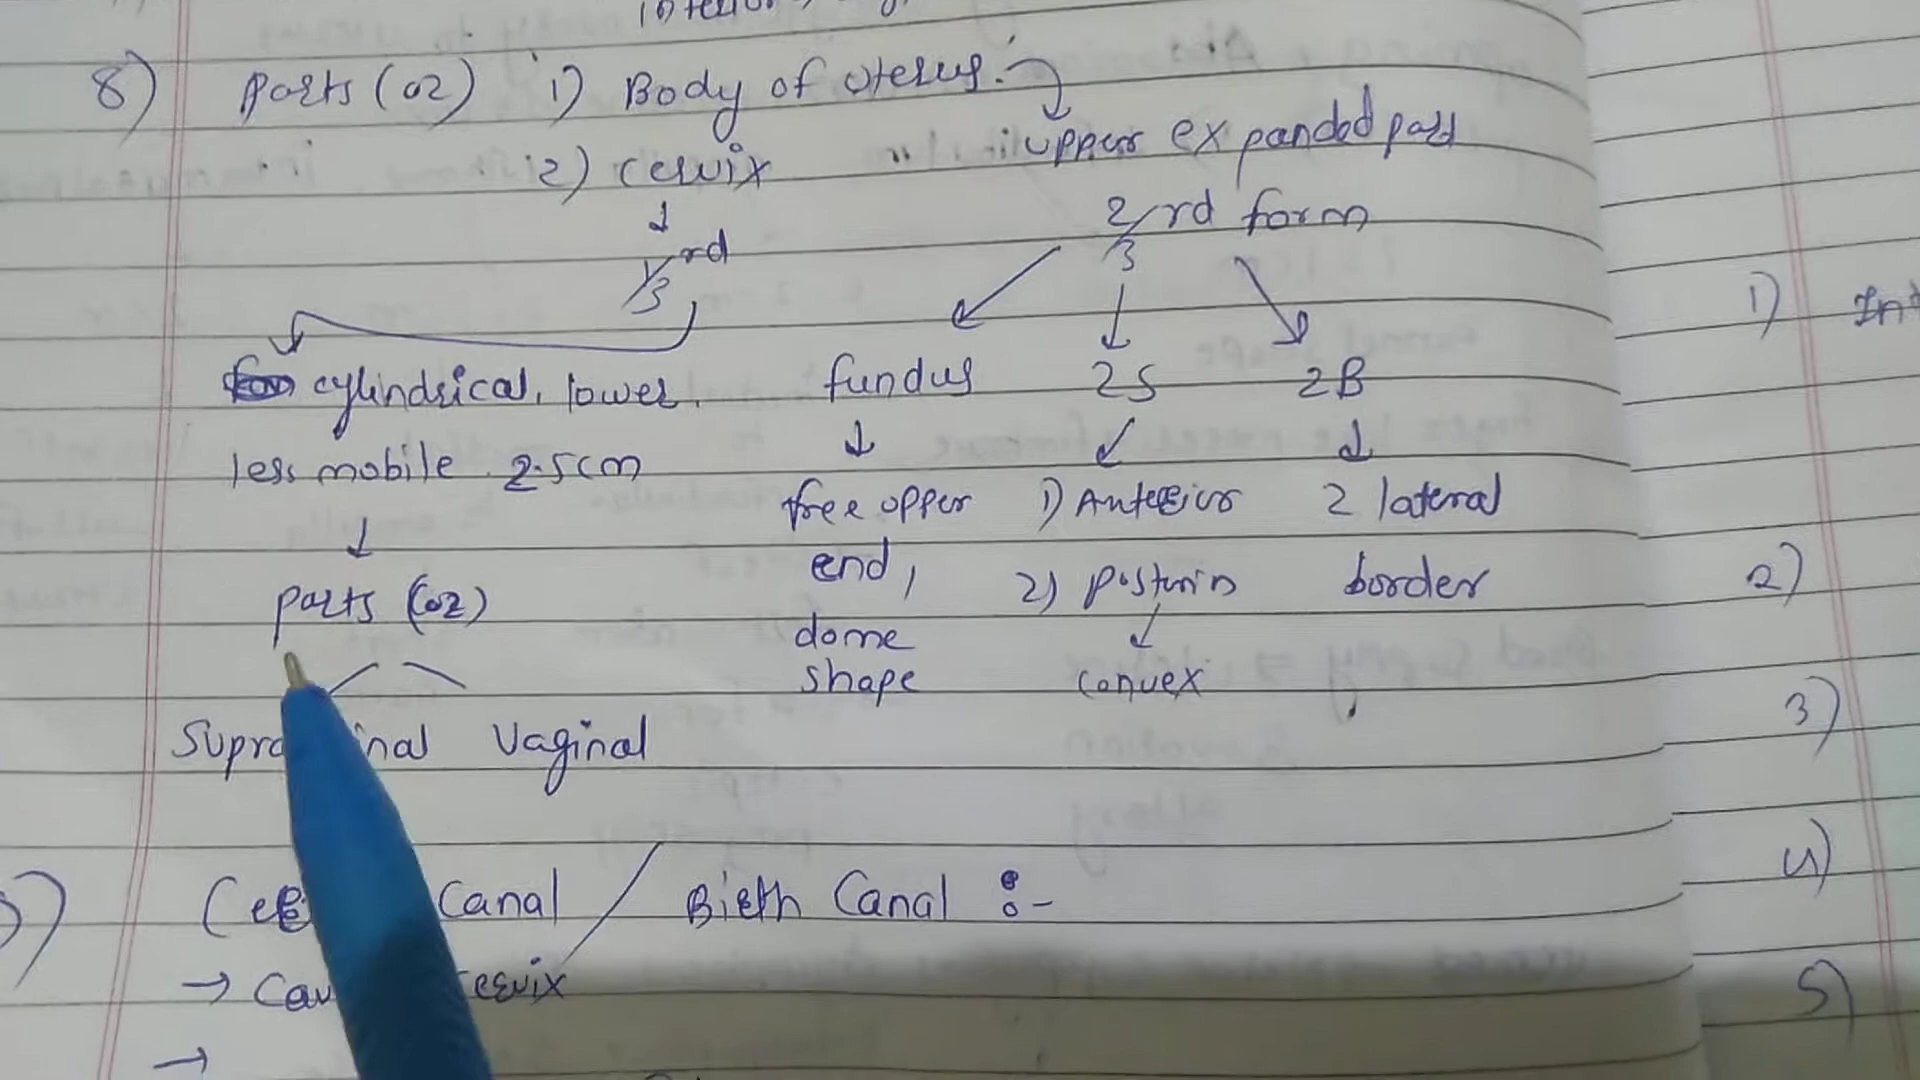 8) Parts (02) 1) Body of uterus.
upper expanded part
2) cervix
2/3 rd form
1/3 rd
cylindrical, lower.
fundus 2S 2B
less mobile 2.5cm
free upper 1) Anterior 2 lateral
end, 2) posterior border
parts (02)
dome
shape convex
Vaginal
Canal / Birth Canal :-
→ cervix
→
1)
2)
3)
4)
5)